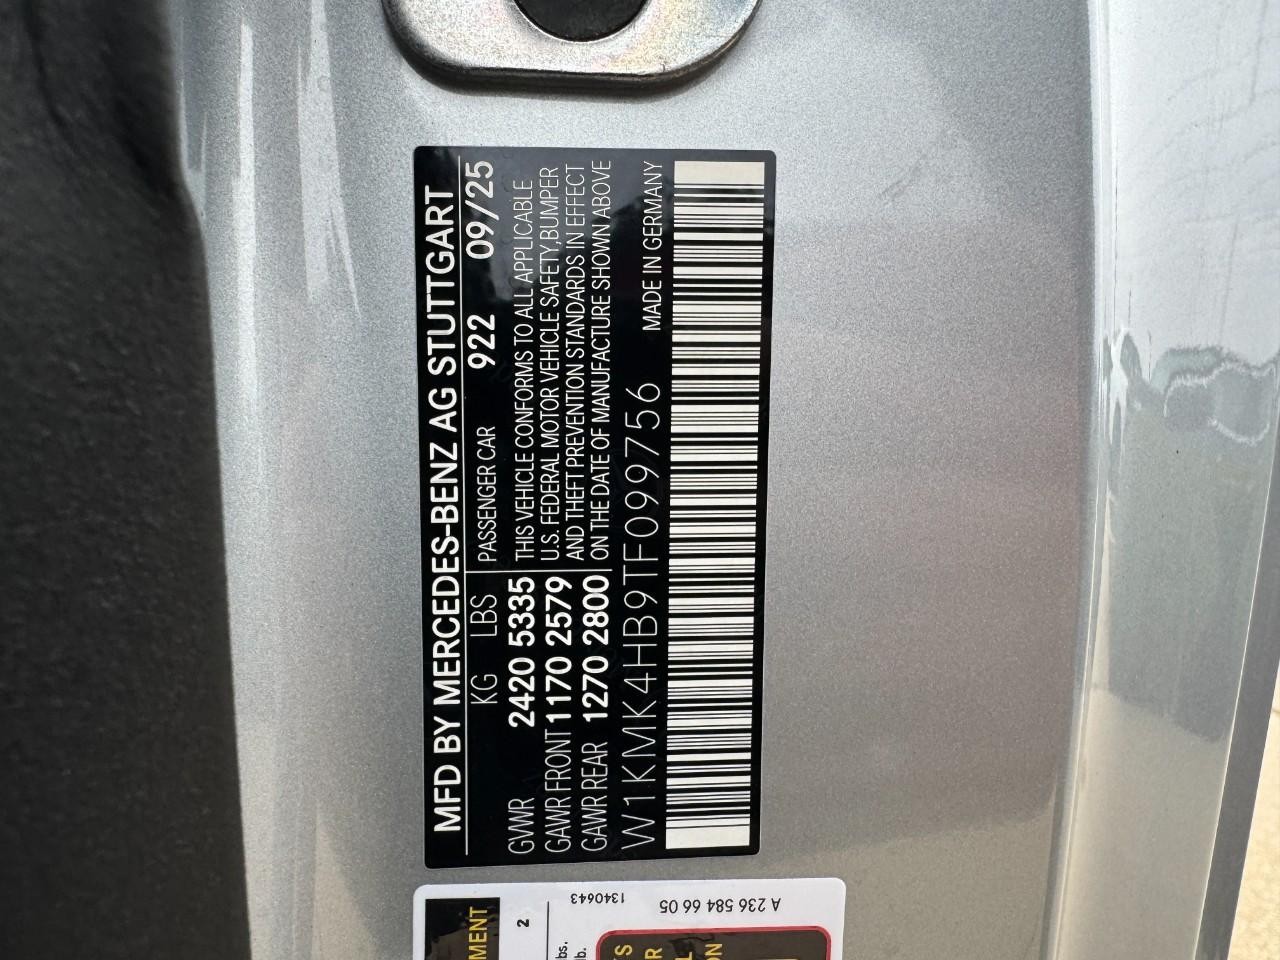 MFD BY MERCEDES-BENZ AG STUTTGART
KG LBS PASSENGER CAR 922 09/25
GVWR 2420 5335
GAWR FRONT 1170 2579
GAWR REAR 1270 2800
THIS VEHICLE CONFORMS TO ALL APPLICABLE
U.S. FEDERAL MOTOR VEHICLE SAFETY,BUMPER
AND THEFT PREVENTION STANDARDS IN EFFECT
ON THE DATE OF MANUFACTURE SHOWN ABOVE
W1KMK4HB9TF099756 MADE IN GERMANY
2
1340643
A 236 584 66 05